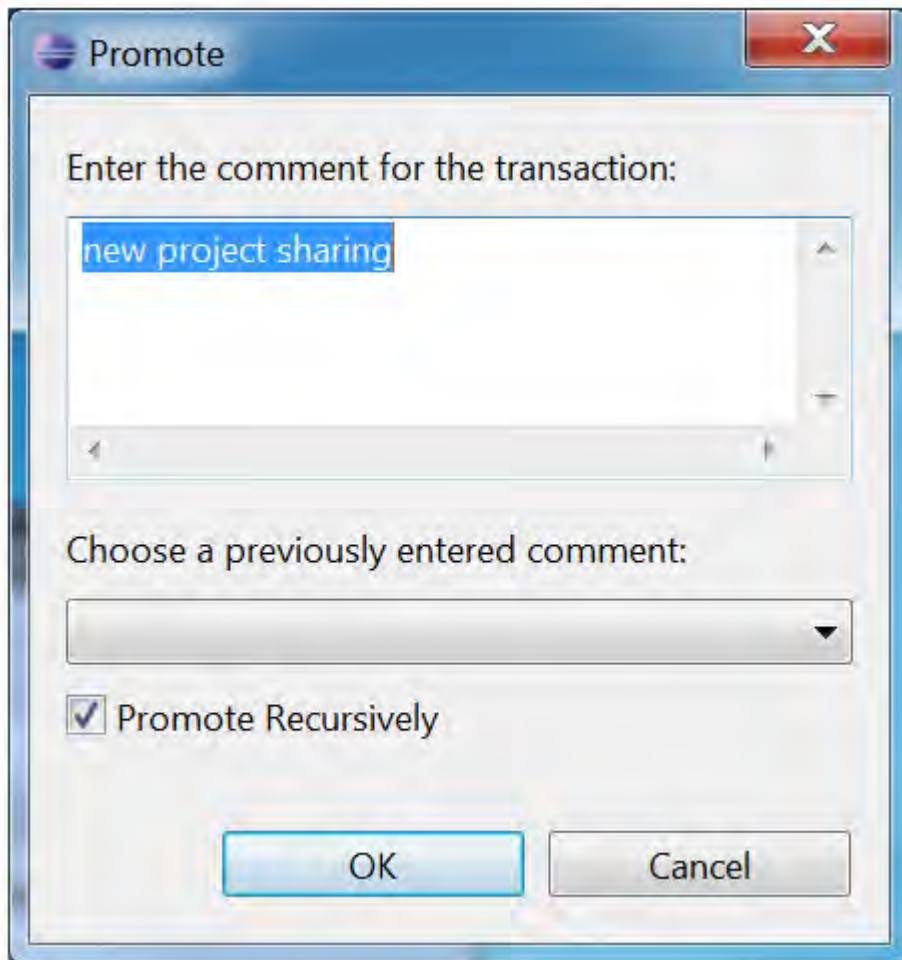 Promote
Enter the comment for the transaction:
new project sharing
Choose a previously entered comment:
Promote Recursively
OK Cancel